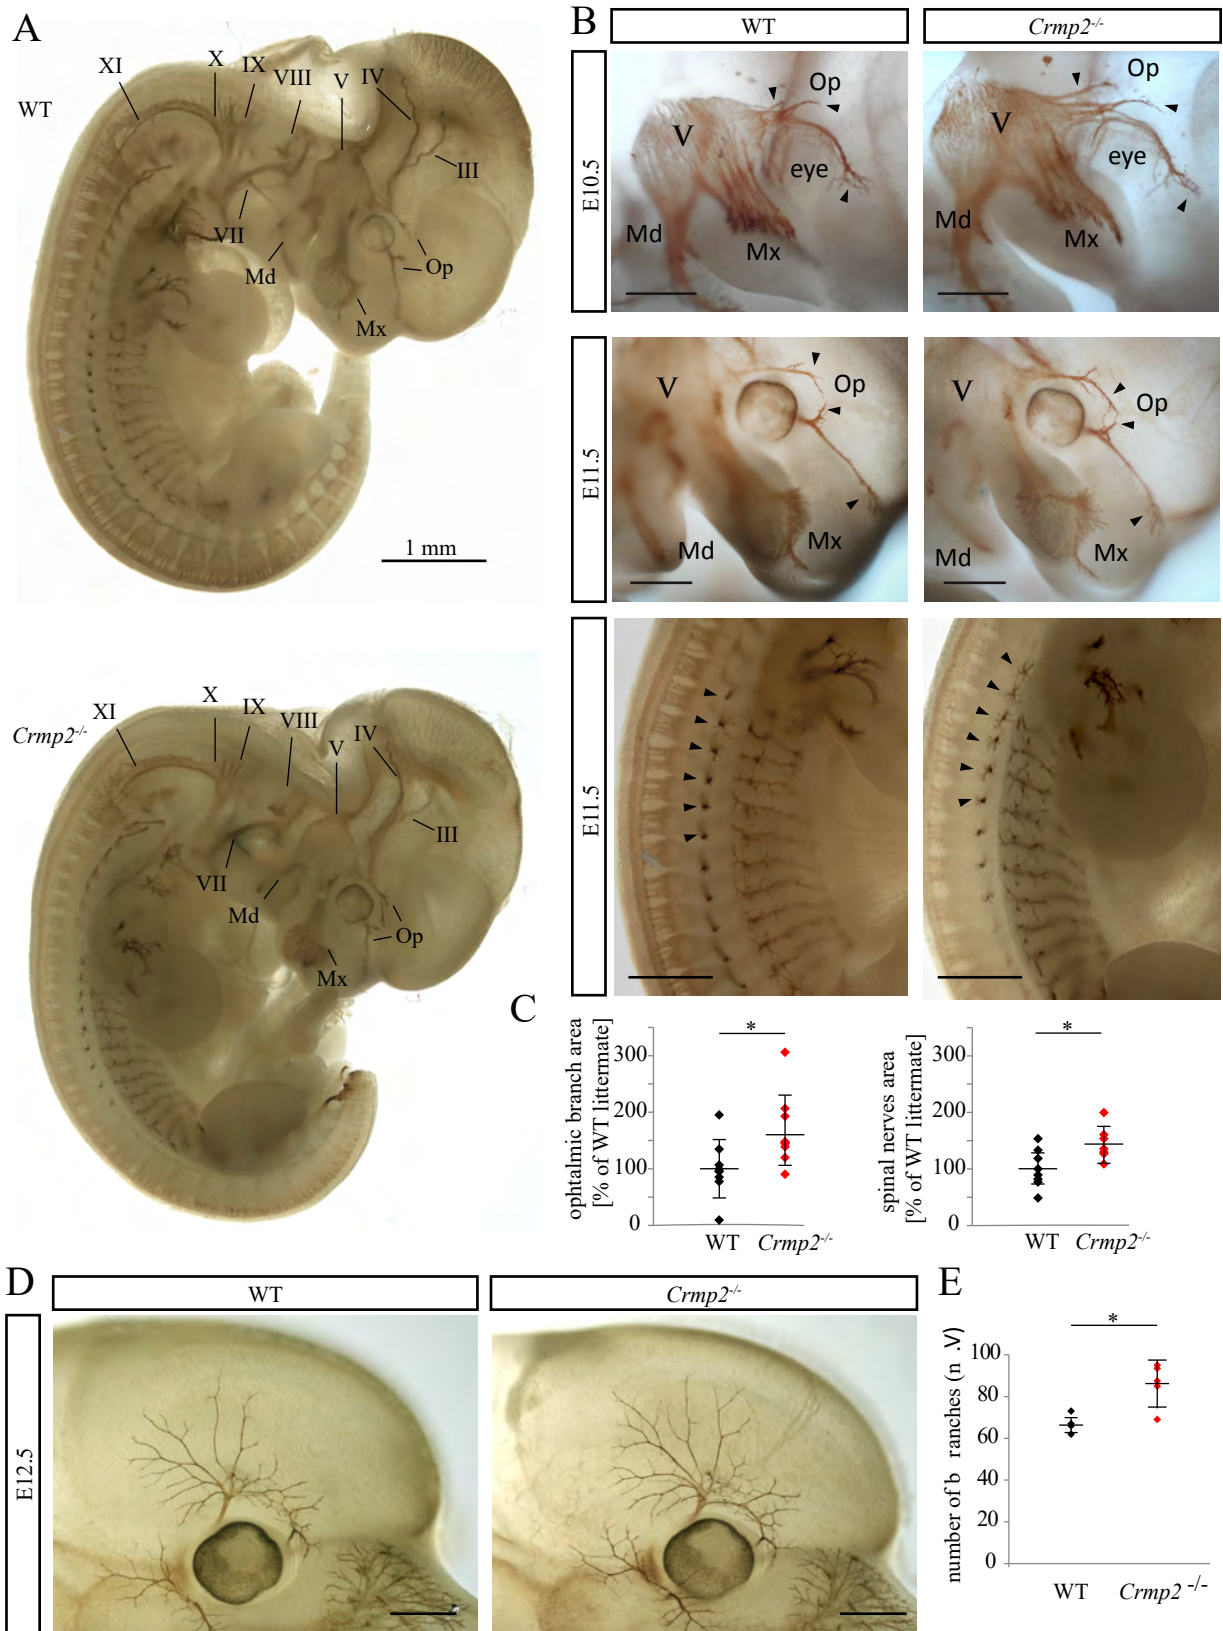 A
WT
XI
X
IX
VIII
V
IV
III
VII
Md
Op
Mx
1 mm
Crmp2-/-
XI
X
IX
VIII
V
IV
III
VII
Md
Op
Mx
B
WT
Crmp2-/-
E10.5
V
Op
eye
Md
Mx
V
Op
eye
Md
Mx
E11.5
V
Op
Md
Mx
V
Op
Md
Mx
E11.5
C
ophtalmic branch area
[% of WT littermate]
300
200
100
0
*
WT
Crmp2-/-
spinal nerves area
[% of WT littermate]
300
200
100
0
*
WT
Crmp2-/-
D
WT
Crmp2-/-
E12.5
E
number of b ranches (n .V)
100
80
60
40
20
0
*
WT
Crmp2 -/-